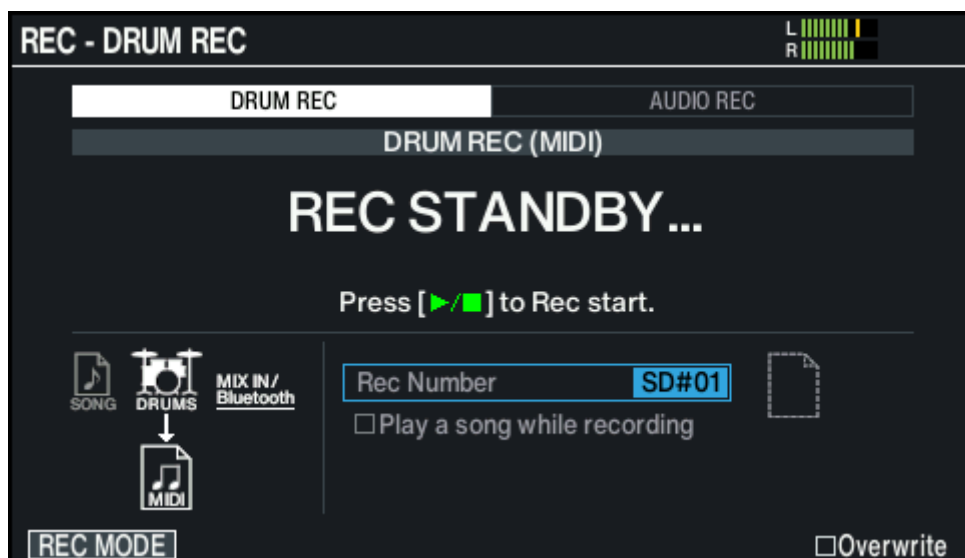 REC - DRUM REC
L
R
DRUM REC
AUDIO REC
DRUM REC (MIDI)
REC STANDBY...
Press [▶/■] to Rec start.
SONG
DRUMS
MIX IN/
Bluetooth
MIDI
Rec Number SD#01
☐Play a song while recording
REC MODE
☐Overwrite